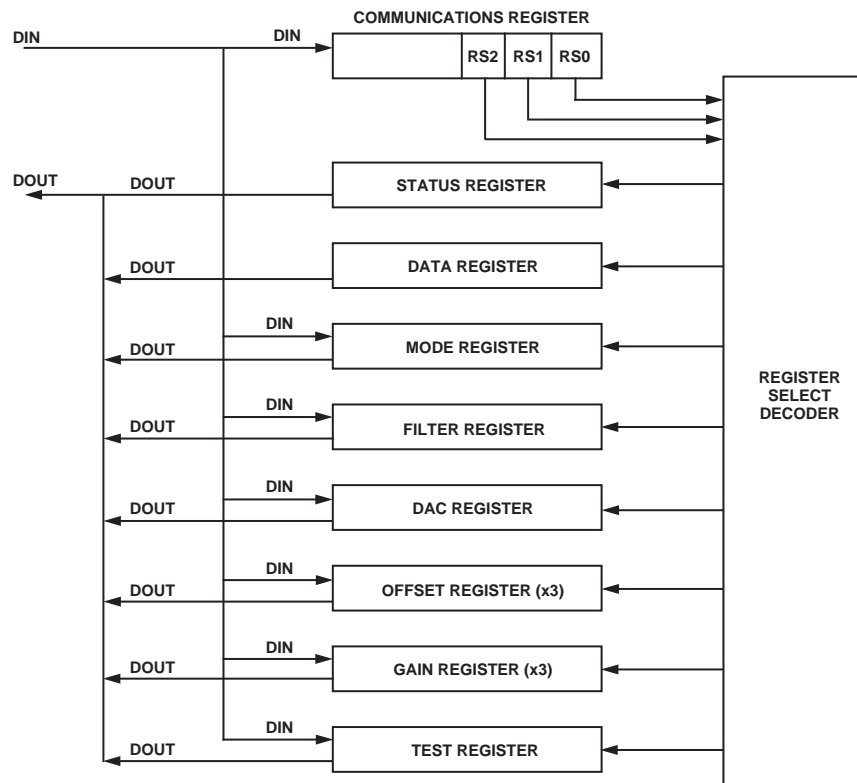 COMMUNICATIONS REGISTER
DIN
DIN
RS2 RS1 RS0
DOUT
DOUT
STATUS REGISTER
DOUT
DATA REGISTER
DIN
DOUT
MODE REGISTER
REGISTER
SELECT
DECODER
DIN
DOUT
FILTER REGISTER
DIN
DOUT
DAC REGISTER
DIN
DOUT
OFFSET REGISTER (x3)
DIN
DOUT
GAIN REGISTER (x3)
DIN
DOUT
TEST REGISTER